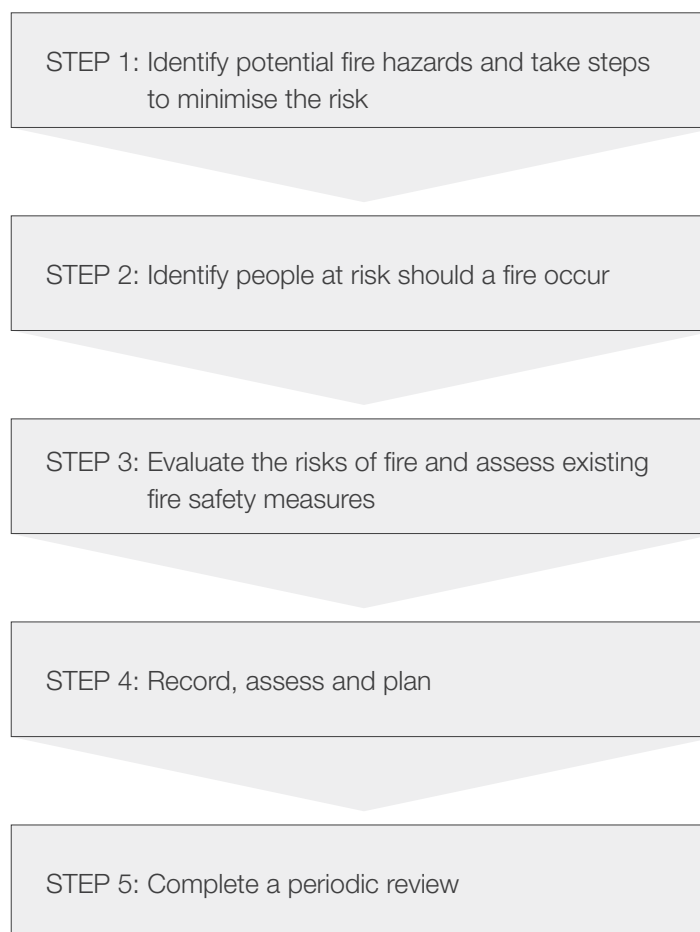 STEP 1: Identify potential fire hazards and take steps
to minimise the risk
STEP 2: Identify people at risk should a fire occur
STEP 3: Evaluate the risks of fire and assess existing
fire safety measures
STEP 4: Record, assess and plan
STEP 5: Complete a periodic review